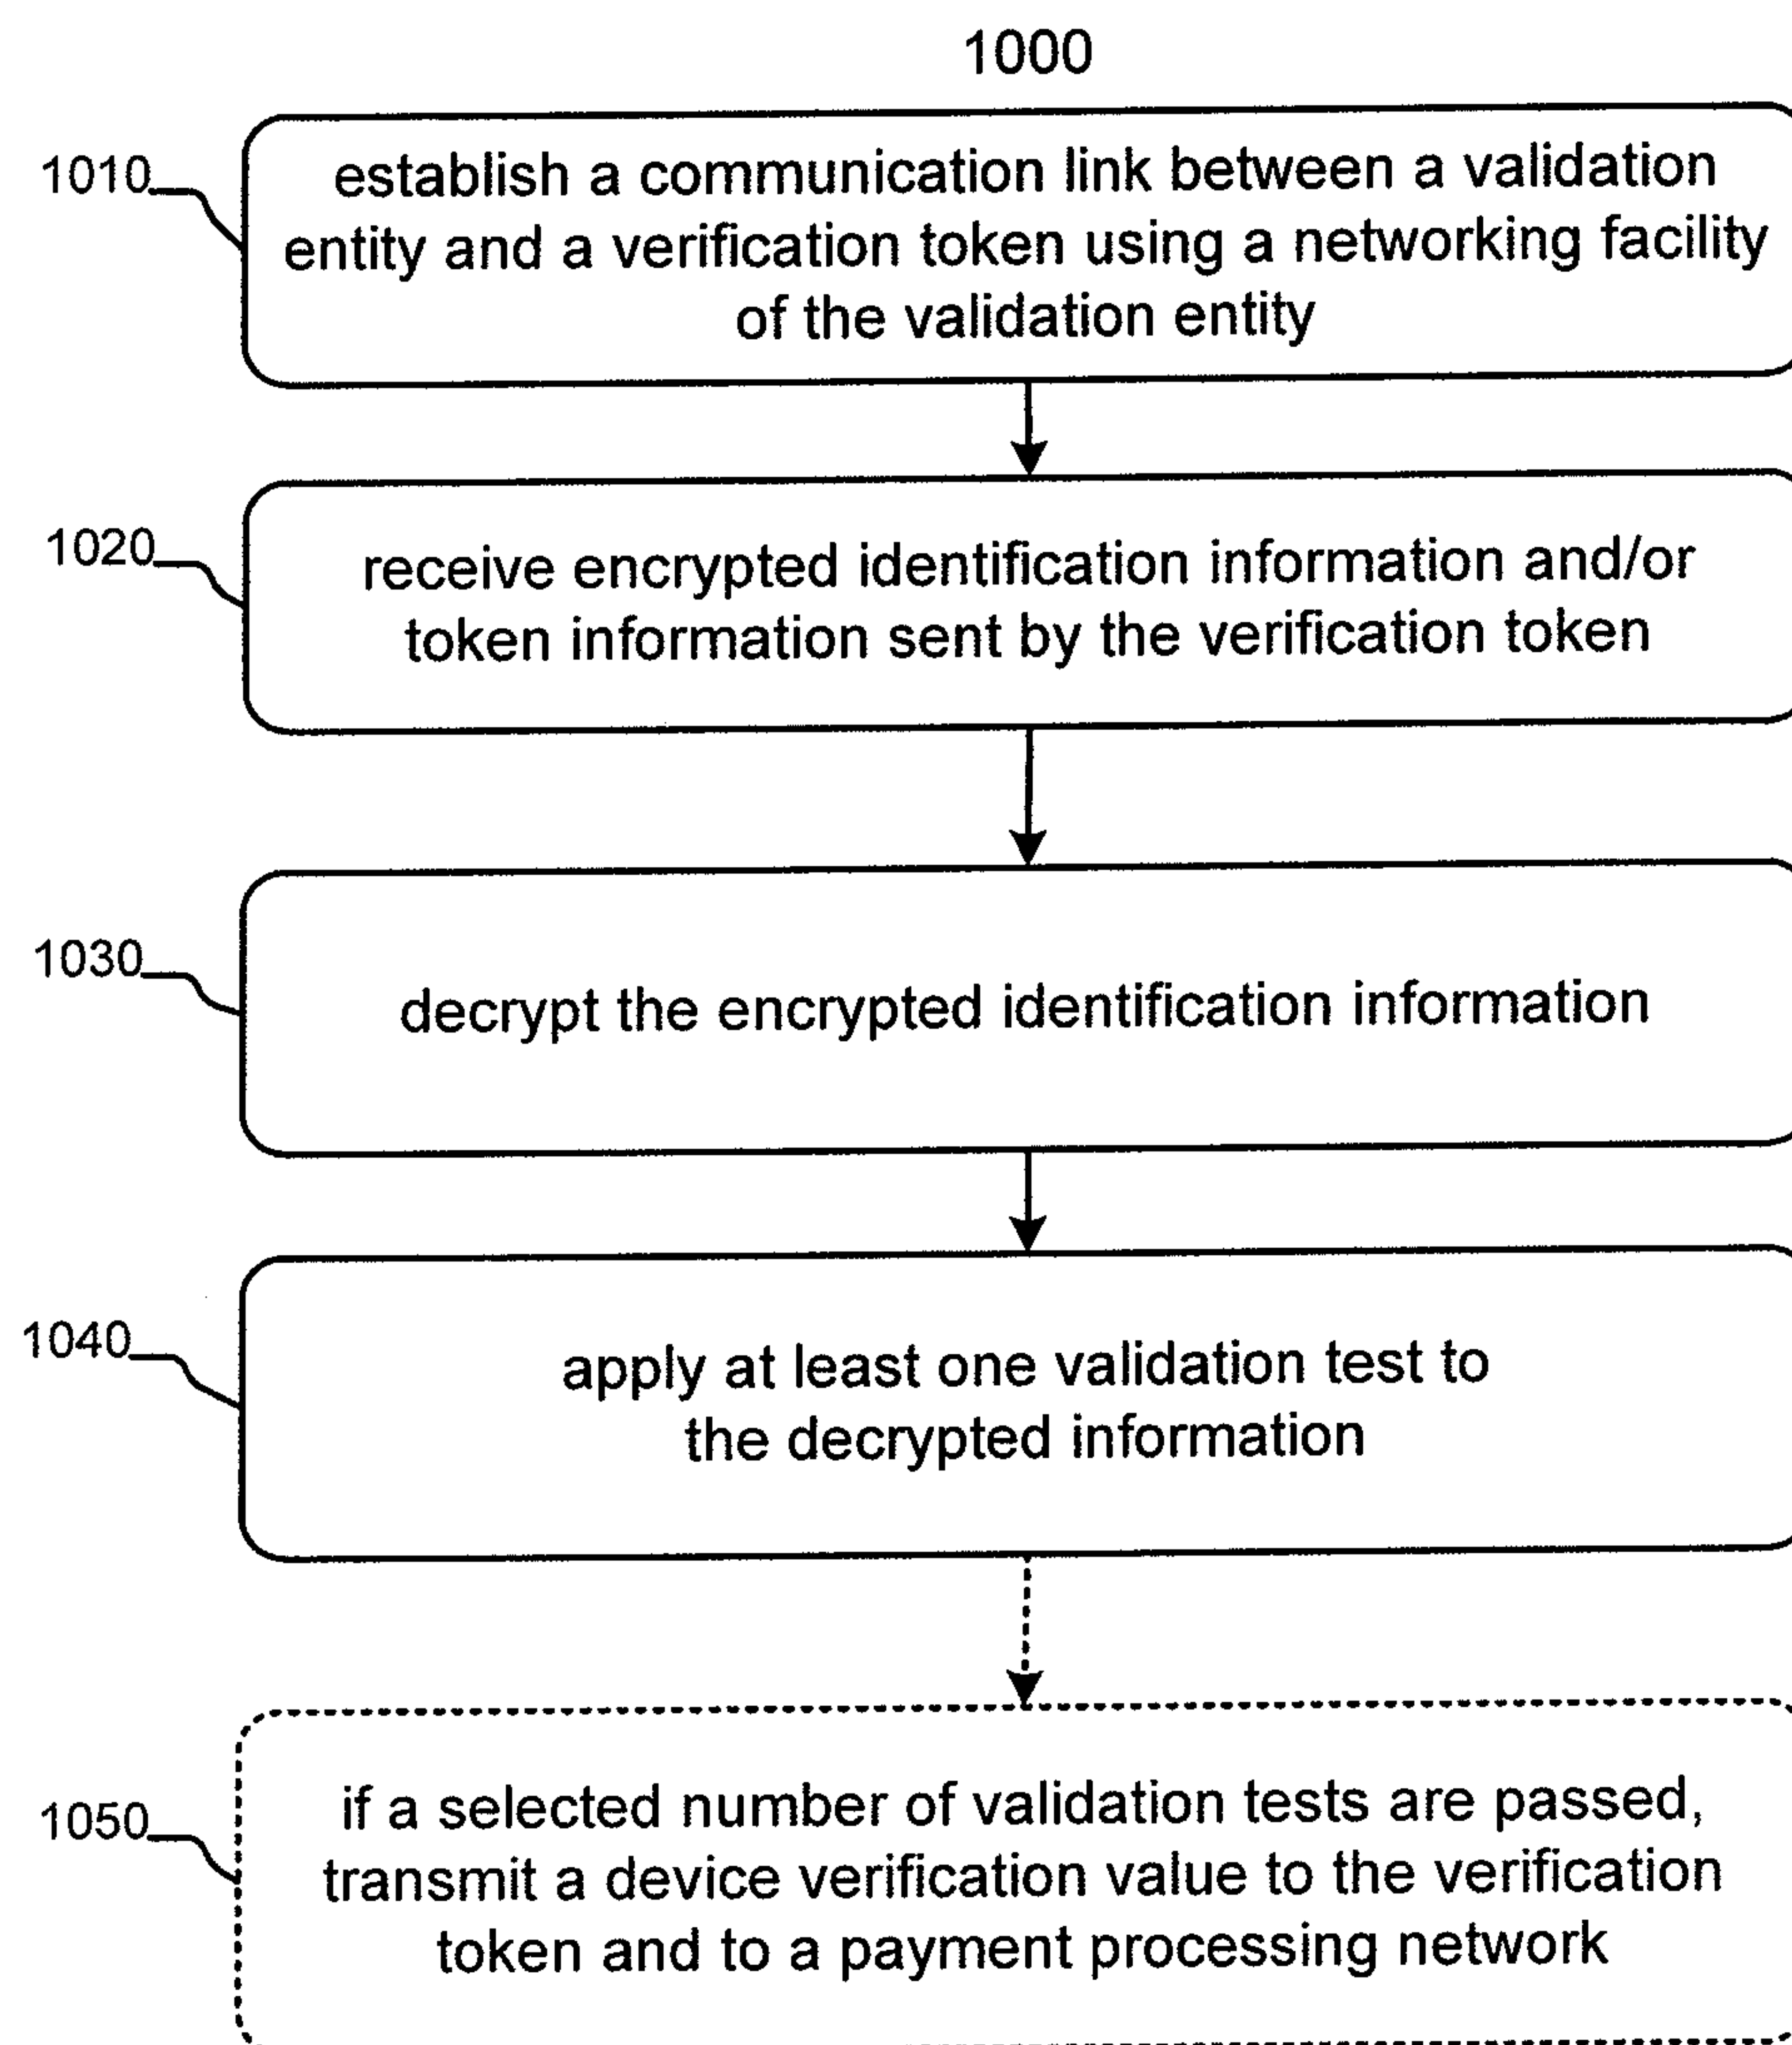 1000
1010
establish a communication link between a validation
entity and a verification token using a networking facility
of the validation entity
1020
receive encrypted identification information and/or
token information sent by the verification token
1030
decrypt the encrypted identification information
1040
apply at least one validation test to
the decrypted information
1050
if a selected number of validation tests are passed,
transmit a device verification value to the verification
token and to a payment processing network